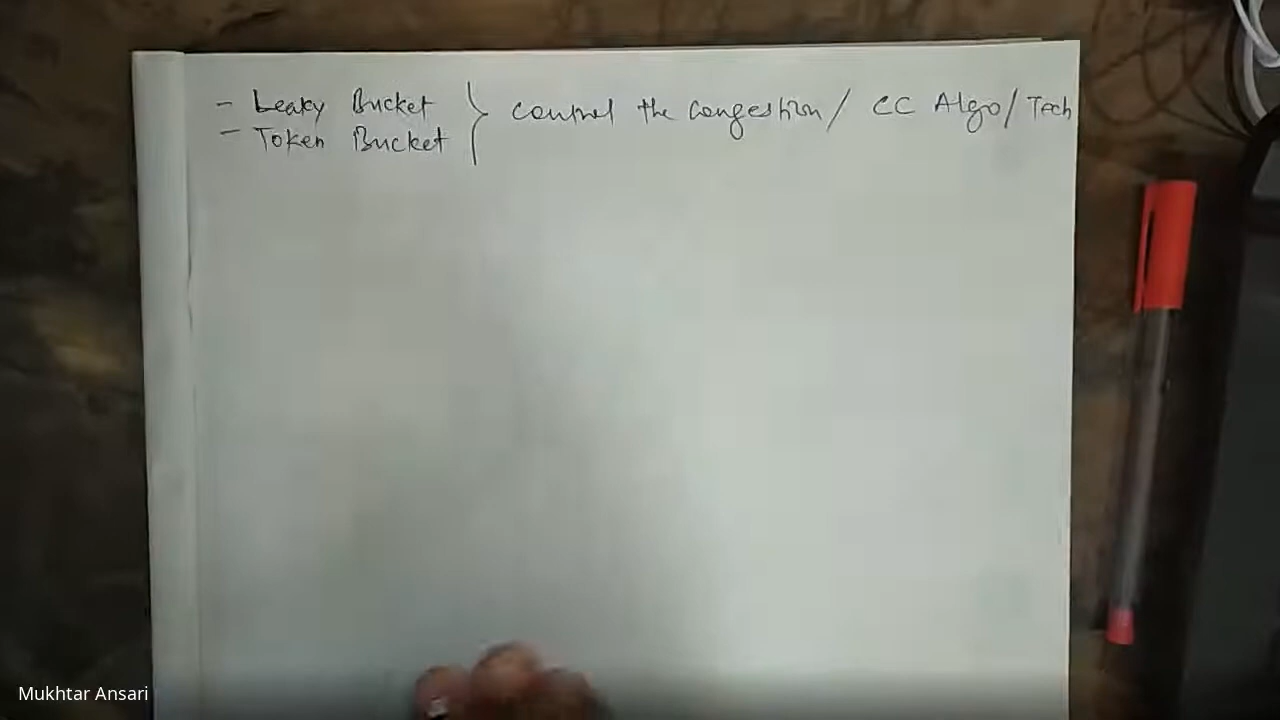 - Leaky Bucket } control the congestion / CC Algo / Tech
- Token Bucket
Mukhtar Ansari